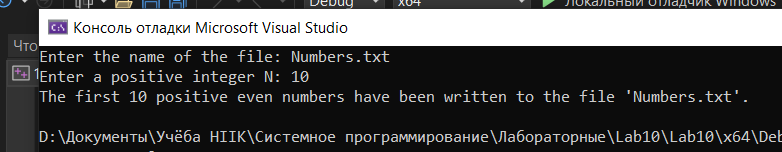 Debug x64 Локальный отладчик Windows
Консоль отладки Microsoft Visual Studio
Что
Enter the name of the file: Numbers.txt
Enter a positive integer N: 10
The first 10 positive even numbers have been written to the file 'Numbers.txt'.
D:\Документы\Учёба НІІК\Системное программирование\Лабораторные\Lab10\Lab10\x64\Deb